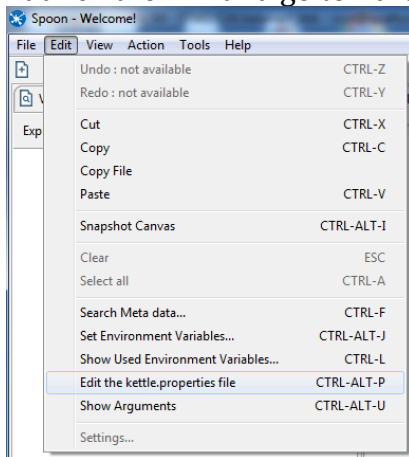 Spoon - Welcome!
File Edit View Action Tools Help
Undo : not available CTRL-Z
Redo : not available CTRL-Y
Exp
Cut CTRL-X
Copy CTRL-C
Copy File
Paste CTRL-V
Snapshot Canvas CTRL-ALT-I
Clear ESC
Select all CTRL-A
Search Meta data... CTRL-F
Set Environment Variables... CTRL-ALT-J
Show Used Environment Variables... CTRL-L
Edit the kettle.properties file CTRL-ALT-P
Show Arguments CTRL-ALT-U
Settings...